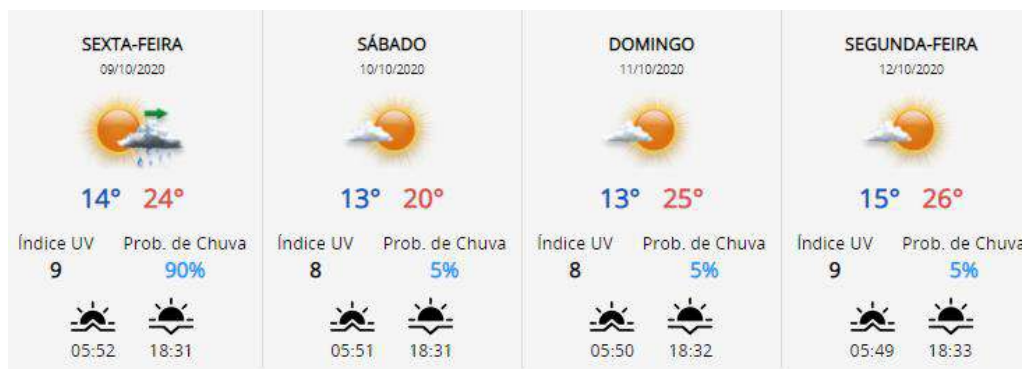 SEXTA-FEIRA
09/10/2020
14° 24°
Índice UV Prob. de Chuva
9 90%
05:52 18:31
SÁBADO
10/10/2020
13° 20°
Índice UV Prob. de Chuva
8 5%
05:51 18:31
DOMINGO
11/10/2020
13° 25°
Índice UV Prob. de Chuva
8 5%
05:50 18:32
SEGUNDA-FEIRA
12/10/2020
15° 26°
Índice UV Prob. de Chuva
9 5%
05:49 18:33